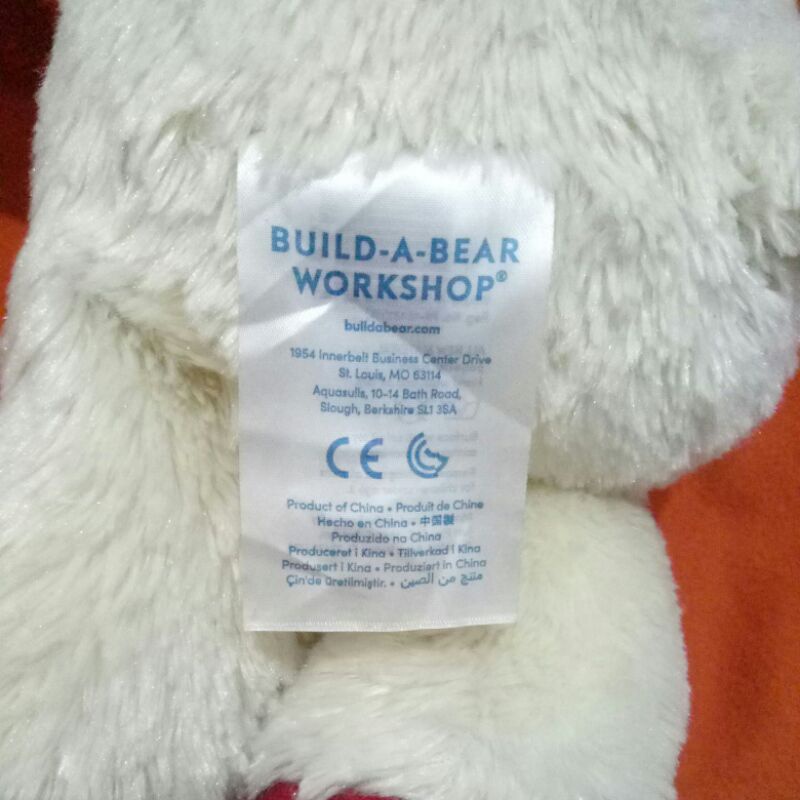 BUILD-A-BEAR
WORKSHOP®
buildabear.com
1954 Innerbelt Business Center Drive
St. Louis, MO 63114
Aquasulis, 10-14 Bath Road,
Slough, Berkshire SL1 3SA
CE
Product of China • Produit de Chine
Hecho en China • 中国製
Produzido na China
Produceret i Kina • Tillverkad i Kina
Produsert i Kina • Produziert in China
Çin'de üretilmiştir. • منتج من الصين